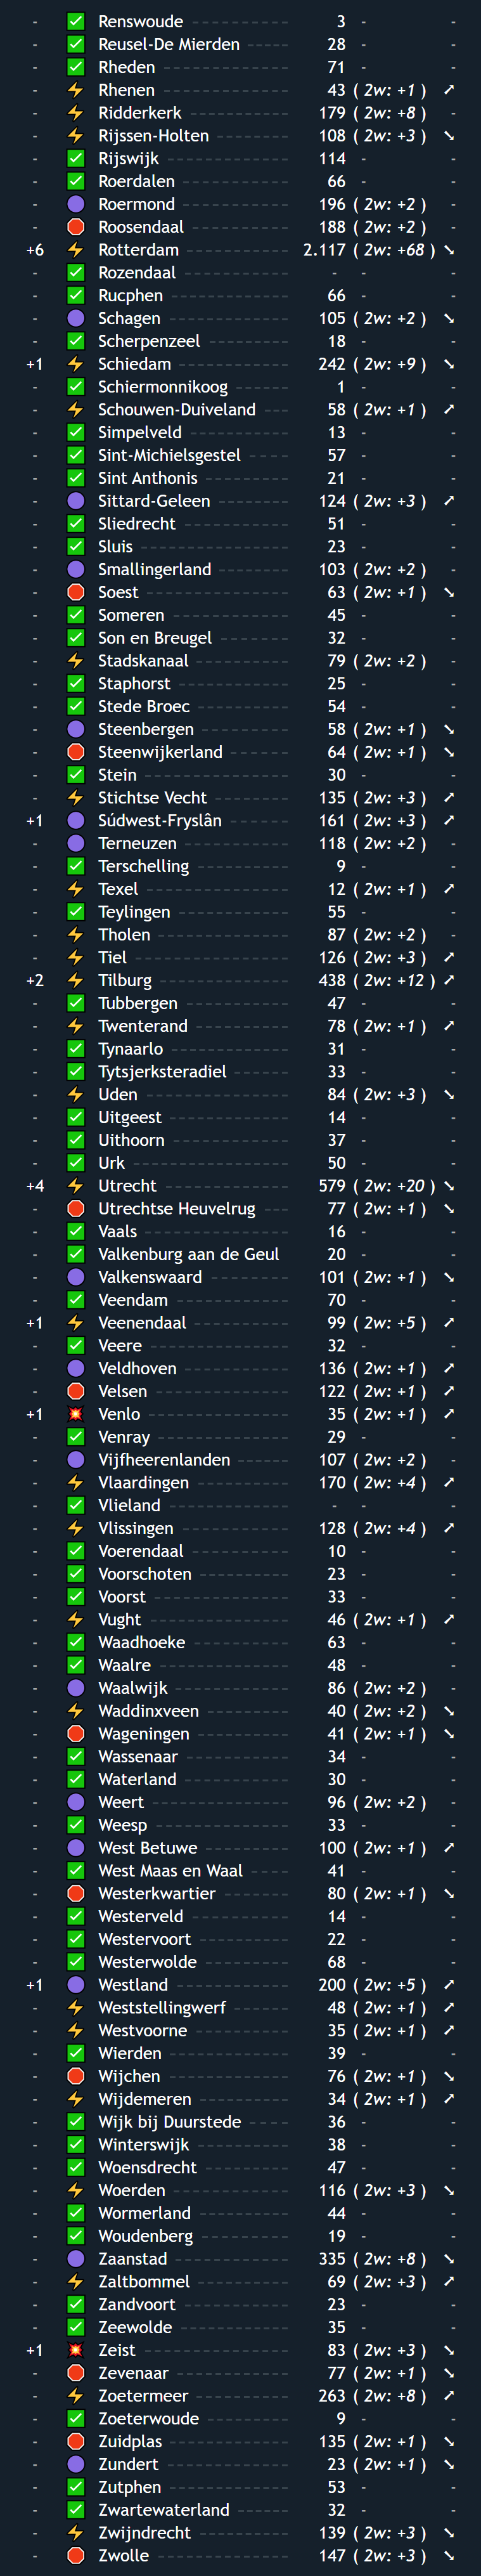 - ✅ Renswoude ------------- 3 - -
- ✅ Reusel-De Mierden ----- 28 - -
- ✅ Rheden ---------------- 71 - -
- ⚡ Rhenen ---------------- 43 ( 2w: +1 ) ➚
- ⚡ Ridderkerk ------------ 179 ( 2w: +8 ) -
- ⚡ Rijssen-Holten -------- 108 ( 2w: +3 ) ➘
- ✅ Rijswijk -------------- 114 - -
- ✅ Roerdalen ------------- 66 - -
- 🟣 Roermond -------------- 196 ( 2w: +2 ) -
- 🛑 Roosendaal ------------ 188 ( 2w: +2 ) -
+6 ⚡ Rotterdam ------------- 2.117 ( 2w: +68 ) ➘
- ✅ Rozendaal ------------- - - -
- ✅ Rucphen --------------- 66 - -
- 🟣 Schagen --------------- 105 ( 2w: +2 ) ➘
- ✅ Scherpenzeel ---------- 18 - -
+1 ⚡ Schiedam -------------- 242 ( 2w: +9 ) ➘
- ✅ Schiermonnikoog ------- 1 - -
- ⚡ Schouwen-Duiveland ---- 58 ( 2w: +1 ) ➚
- ✅ Simpelveld ------------ 13 - -
- ✅ Sint-Michielsgestel ----- 57 - -
- ✅ Sint Anthonis ---------- 21 - -
- 🟣 Sittard-Geleen --------- 124 ( 2w: +3 ) ➚
- ✅ Sliedrecht ------------- 51 - -
- ✅ Sluis ------------------ 23 - -
- 🟣 Smallingerland --------- 103 ( 2w: +2 ) -
- 🛑 Soest ------------------ 63 ( 2w: +1 ) ➘
- ✅ Someren ---------------- 45 - -
- ✅ Son en Breugel --------- 32 - -
- ⚡ Stadskanaal ------------ 79 ( 2w: +2 ) -
- ✅ Staphorst -------------- 25 - -
- ✅ Stede Broec ------------ 54 - -
- 🟣 Steenbergen ------------ 58 ( 2w: +1 ) ➘
- 🛑 Steenwijkerland -------- 64 ( 2w: +1 ) ➘
- ✅ Stein ------------------ 30 - -
- ⚡ Stichtse Vecht --------- 135 ( 2w: +3 ) ➚
+1 🟣 Súdwest-Fryslân -------- 161 ( 2w: +3 ) ➚
- 🟣 Terneuzen -------------- 118 ( 2w: +2 ) -
- ✅ Terschelling ----------- 9 - -
- ⚡ Texel ------------------ 12 ( 2w: +1 ) ➚
- ✅ Teylingen -------------- 55 - -
- ⚡ Tholen ----------------- 87 ( 2w: +2 ) -
- ⚡ Tiel ------------------- 126 ( 2w: +3 ) ➚
+2 ⚡ Tilburg ---------------- 438 ( 2w: +12 ) ➚
- ✅ Tubbergen -------------- 47 - -
- ⚡ Twenterand ------------- 78 ( 2w: +1 ) ➚
- ✅ Tynaarlo --------------- 31 - -
- ✅ Tytsjerksteradiel ------ 33 - -
- ⚡ Uden ------------------- 84 ( 2w: +3 ) ➘
- ✅ Uitgeest --------------- 14 - -
- ✅ Uithoorn --------------- 37 - -
- ✅ Urk -------------------- 50 - -
+4 ⚡ Utrecht ---------------- 579 ( 2w: +20 ) ➘
- 🛑 Utrechtse Heuvelrug ---- 77 ( 2w: +1 ) ➘
- ✅ Vaals ------------------ 16 - -
- ✅ Valkenburg aan de Geul 20 - -
- 🟣 Valkenswaard ----------- 101 ( 2w: +1 ) ➘
- ✅ Veendam ---------------- 70 - -
+1 ⚡ Veenendaal ------------- 99 ( 2w: +5 ) ➚
- ✅ Veere ------------------ 32 - -
- 🟣 Veldhoven -------------- 136 ( 2w: +1 ) ➚
- 🛑 Velsen ----------------- 122 ( 2w: +1 ) ➚
+1 💥 Venlo ------------------ 35 ( 2w: +1 ) ➚
- ✅ Venray ----------------- 29 - -
- 🟣 Vijfheerenlanden ------- 107 ( 2w: +2 ) -
- ⚡ Vlaardingen ------------ 170 ( 2w: +4 ) ➚
- ✅ Vlieland --------------- - - -
- ⚡ Vlissingen ------------- 128 ( 2w: +4 ) ➚
- ✅ Voerendaal ------------- 10 - -
- ✅ Voorschoten ------------ 23 - -
- ✅ Voorst ----------------- 33 - -
- ⚡ Vught ------------------ 46 ( 2w: +1 ) ➚
- ✅ Waadhoeke -------------- 63 - -
- ✅ Waalre ----------------- 48 - -
- 🟣 Waalwijk --------------- 86 ( 2w: +2 ) -
- ⚡ Waddinxveen ------------ 40 ( 2w: +2 ) ➘
- 🛑 Wageningen ------------- 41 ( 2w: +1 ) ➘
- ✅ Wassenaar -------------- 34 - -
- ✅ Waterland -------------- 30 - -
- 🟣 Weert ------------------ 96 ( 2w: +2 ) -
- ✅ Weesp ------------------ 33 - -
- 🟣 West Betuwe ------------ 100 ( 2w: +1 ) ➚
- ✅ West Maas en Waal ------ 41 - -
- 🛑 Westerkwartier --------- 80 ( 2w: +1 ) ➘
- ✅ Westerveld ------------- 14 - -
- ✅ Westervoort ------------ 22 - -
- ✅ Westerwolde ------------ 68 - -
+1 🟣 Westland --------------- 200 ( 2w: +5 ) ➚
- ⚡ Weststellingwerf ------- 48 ( 2w: +1 ) ➚
- ⚡ Westvoorne ------------- 35 ( 2w: +1 ) ➚
- ✅ Wierden ---------------- 39 - -
- 🛑 Wijchen ---------------- 76 ( 2w: +1 ) ➘
- ⚡ Wijdemeren ------------- 34 ( 2w: +1 ) ➚
- ✅ Wijk bij Duurstede ---- 36 - -
- ✅ Winterswijk ------------ 38 - -
- ✅ Woensdrecht ------------ 47 - -
- ⚡ Woerden ---------------- 116 ( 2w: +3 ) ➘
- ✅ Wormerland ------------- 44 - -
- ✅ Woudenberg ------------- 19 - -
- 🟣 Zaanstad --------------- 335 ( 2w: +8 ) ➘
- ⚡ Zaltbommel ------------- 69 ( 2w: +3 ) ➚
- ✅ Zandvoort -------------- 23 - -
- ✅ Zeewolde --------------- 35 - -
+1 💥 Zeist ------------------ 83 ( 2w: +3 ) ➘
- 🛑 Zevenaar --------------- 77 ( 2w: +1 ) ➘
- ⚡ Zoetermeer ------------- 263 ( 2w: +8 ) ➚
- ✅ Zoeterwoude ------------ 9 - -
- 🛑 Zuidplas --------------- 135 ( 2w: +1 ) ➘
- 🟣 Zundert ---------------- 23 ( 2w: +1 ) ➘
- ✅ Zutphen ---------------- 53 - -
- ✅ Zwartewaterland -------- 32 - -
- ⚡ Zwijndrecht ------------ 139 ( 2w: +3 ) ➘
- 🛑 Zwolle ----------------- 147 ( 2w: +3 ) ➘